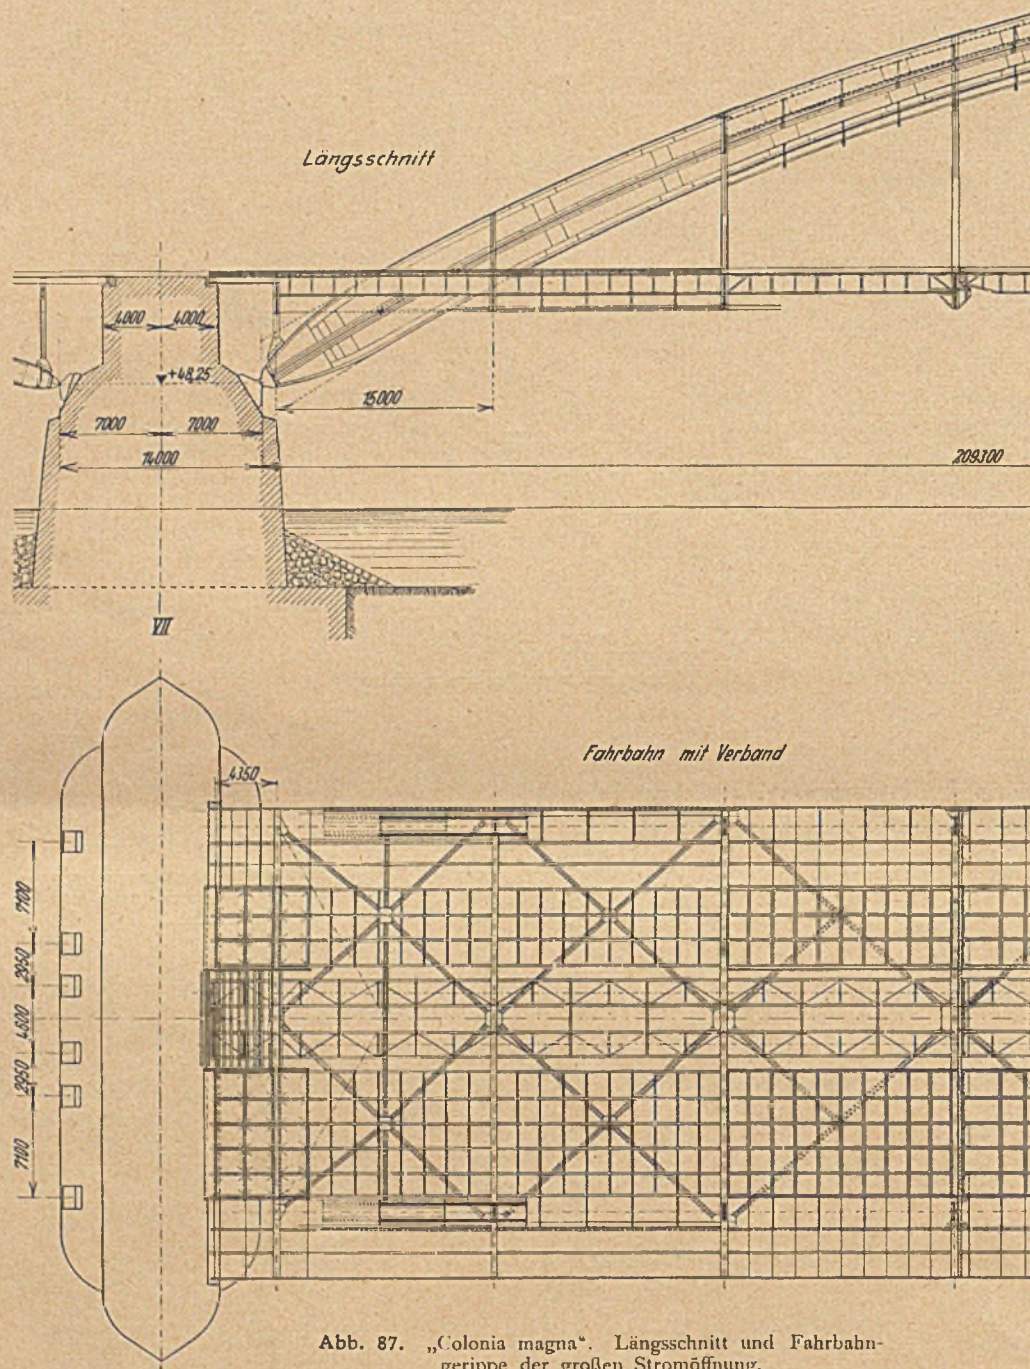 Längsschnitt
4000 4000
+48,25
15000
7000 7000
14000
209300
VII
Fahrbahn mit Verband
4350
7100
2950
4800
2950
7100
Abb. 87. „Colonia magna“. Längsschnitt und Fahrbahn-
gerippe der großen Stromöffnung.